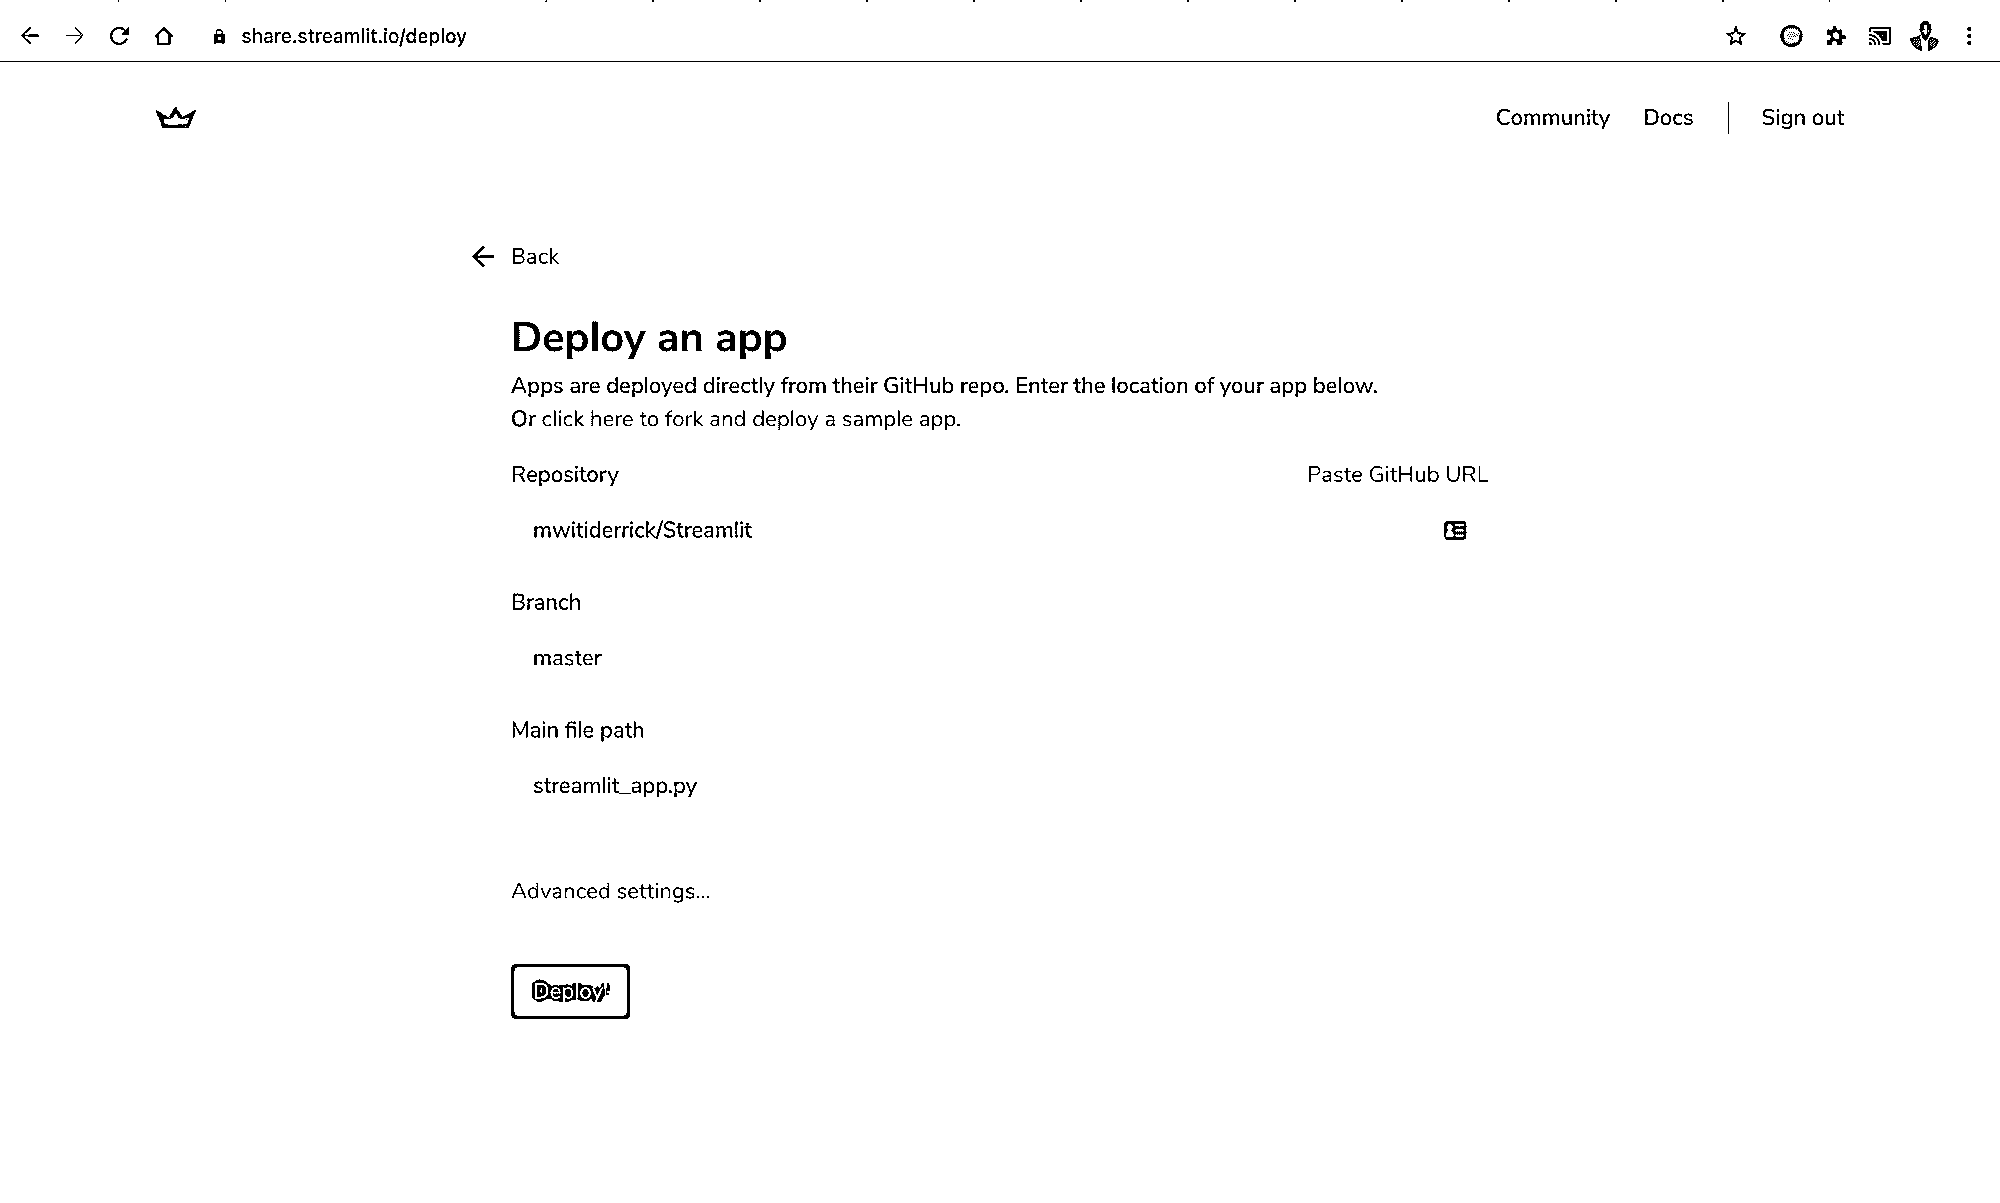 share.streamlit.io/deploy
Community Docs Sign out
Back
Deploy an app
Apps are deployed directly from their GitHub repo. Enter the location of your app below.
Or click here to fork and deploy a sample app.
Repository Paste GitHub URL
mwitiderrick/Streamlit
Branch
master
Main file path
streamlit_app.py
Advanced settings...
Deploy!